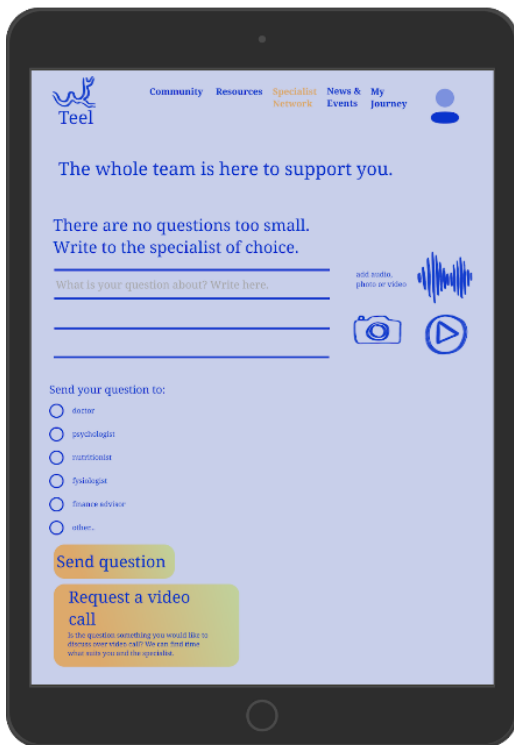 Teel
Community
Resources
Specialist
Network
News &
Events
My
Journey
The whole team is here to support you.
There are no questions too small.
Write to the specialist of choice.
What is your question about? Write here.
add audio,
photo or video
Send your question to:
doctor
psychologist
nutritionist
fysiologist
finance advisor
other..
Send question
Request a video
call
Is the question something you would like to
discuss over video call? We can find time
what suits you and the specialist.